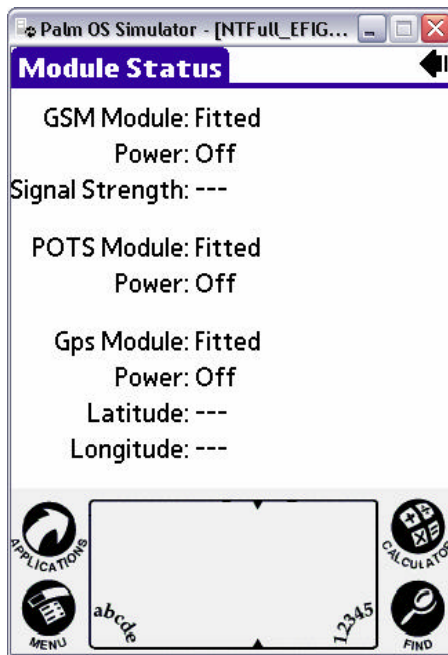 Palm OS Simulator - [NTFull_EFIG...
Module Status
GSM Module: Fitted
Power: Off
Signal Strength: ---
POTS Module: Fitted
Power: Off
Gps Module: Fitted
Power: Off
Latitude: ---
Longitude: ---
APPLICATIONS
CALCULATOR
MENU
abcde
12345
FIND